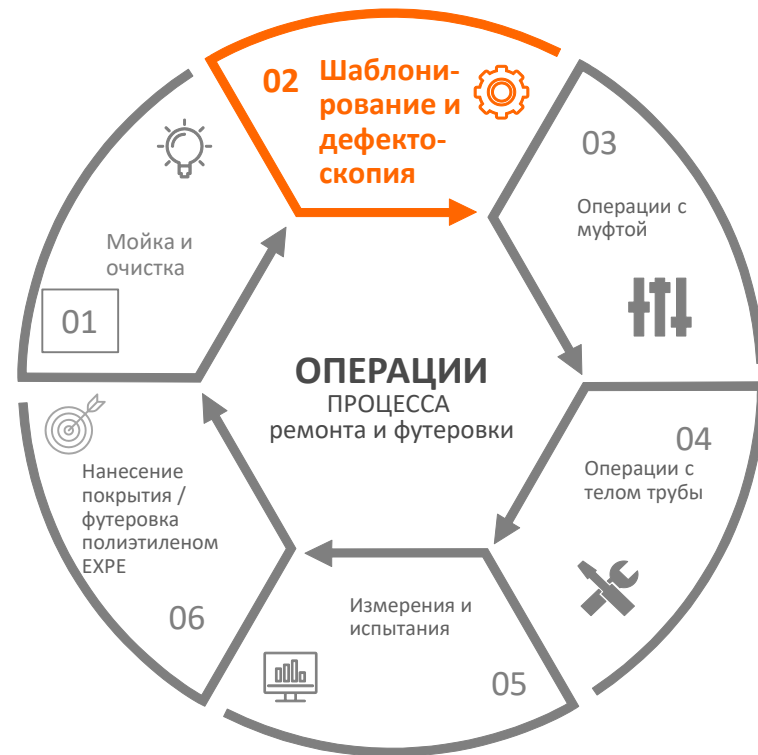 02
Шаблони-
рование и
дефекто-
скопия
03
Операции с
муфтой
Мойка и
очистка
01
ОПЕРАЦИИ
ПРОЦЕССА
ремонта и футеровки
04
Операции с
телом трубы
Нанесение
покрытия /
футеровка
полиэтиленом
EXPE
06
Измерения и
испытания
05